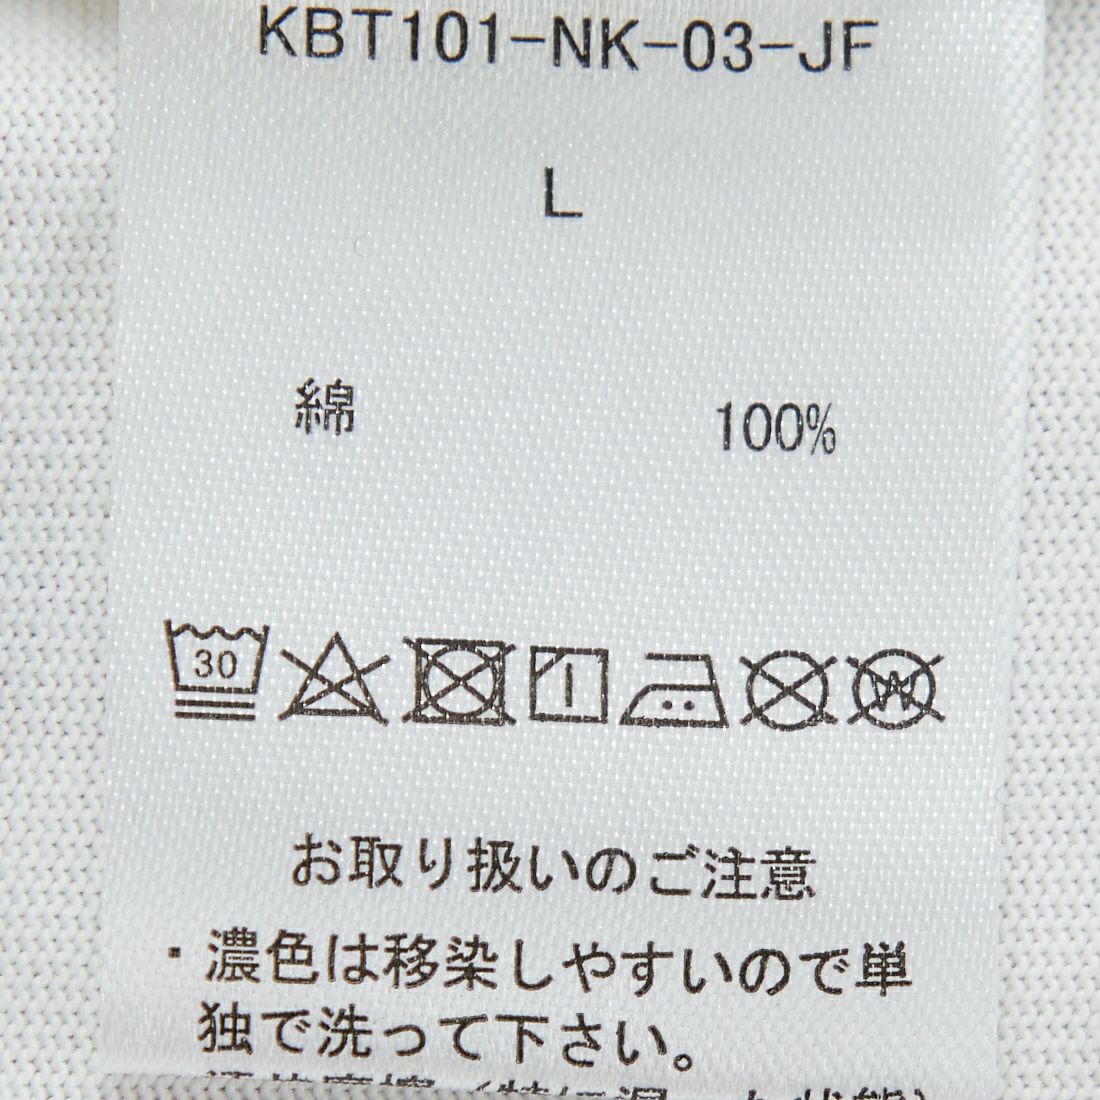 KBT101-NK-03-JF
L
綿 100%
30
W
お取り扱いのご注意
・濃色は移染しやすいので単
独で洗って下さい。